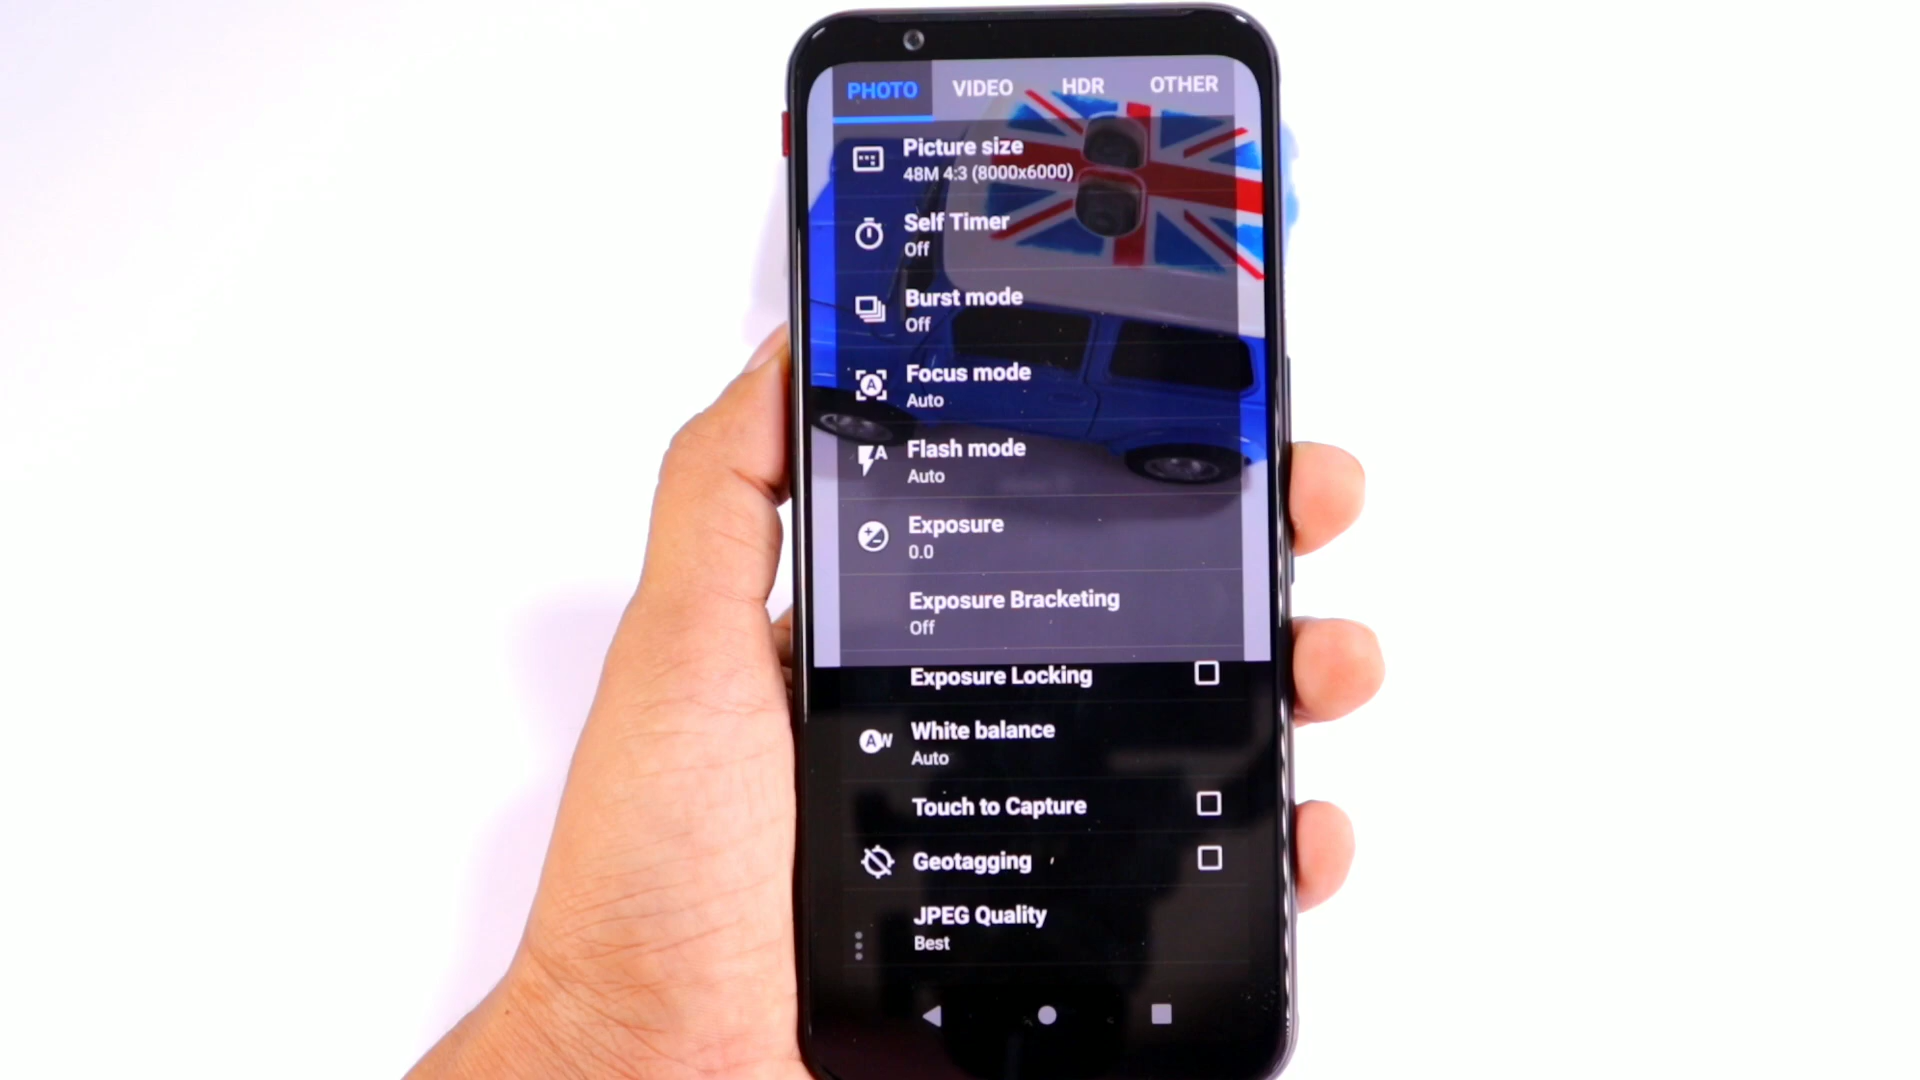 PHOTO VIDEO HDR OTHER
Picture size
48M 4:3 (8000x6000)
Self Timer
Off
Burst mode
Off
Focus mode
Auto
Flash mode
Auto
Exposure
0.0
Exposure Bracketing
Off
Exposure Locking
White balance
Auto
Touch to Capture
Geotagging
JPEG Quality
Best